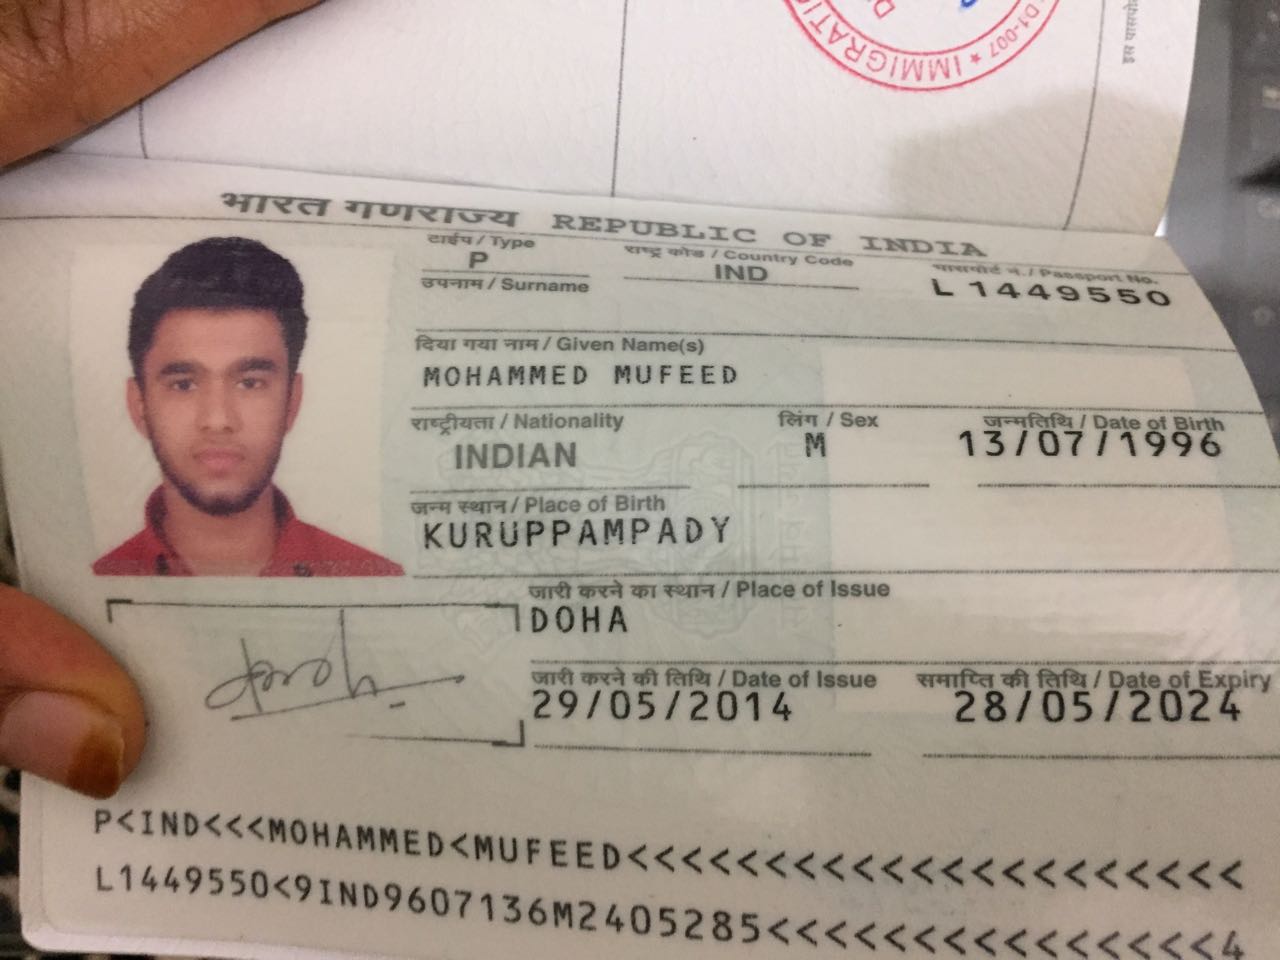 IMMIGRATION
D1-007
भारत गणराज्य REPUBLIC OF INDIA
टाईप / Type
राष्ट्र कोड / Country Code
पासपोर्ट नं. / Passport No.
P
IND
L 1449550
उपनाम / Surname
दिया गया नाम / Given Name(s)
MOHAMMED MUFEED
राष्ट्रीयता / Nationality
लिंग / Sex
जन्मतिथि / Date of Birth
INDIAN
M
13/07/1996
जन्म स्थान / Place of Birth
KURUPPAMPADY
जारी करने का स्थान / Place of Issue
DOHA
जारी करने की तिथि / Date of Issue
समाप्ति की तिथि / Date of Expiry
29/05/2014
28/05/2024
P<IND<<<MOHAMMED<MUFEED<<<<<<<<<<<<<<<<<<<<<
L1449550<9IND9607136M2405285<<<<<<<<<<<<<<<4